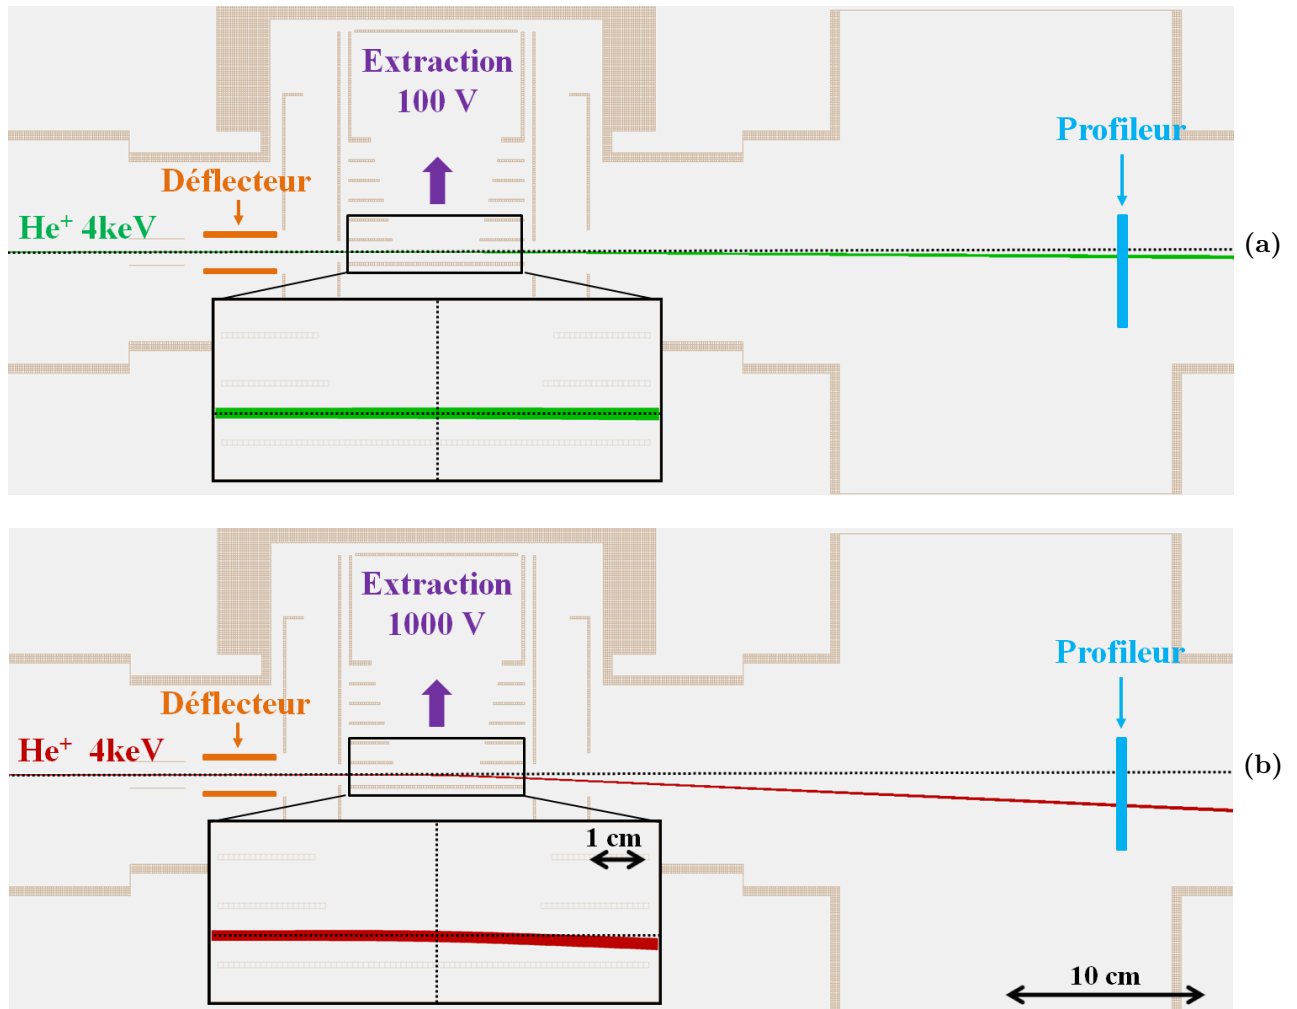 Extraction
100 V
Profileur
Déflecteur
He⁺ 4keV
(a)
Extraction
1000 V
Profileur
Déflecteur
He⁺ 4keV
(b)
1 cm
10 cm